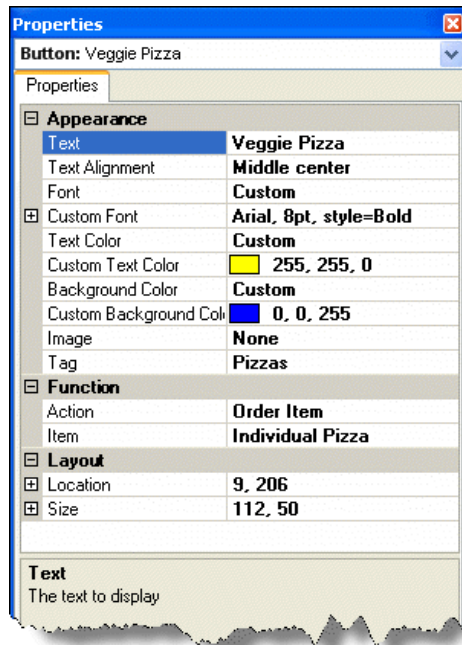 Properties
Button: Veggie Pizza
Properties
Appearance
Text Veggie Pizza
Text Alignment Middle center
Font Custom
Custom Font Arial, 8pt, style=Bold
Text Color Custom
Custom Text Color 255, 255, 0
Background Color Custom
Custom Background Col 0, 0, 255
Image None
Tag Pizzas
Function
Action Order Item
Item Individual Pizza
Layout
Location 9, 206
Size 112, 50
Text
The text to display